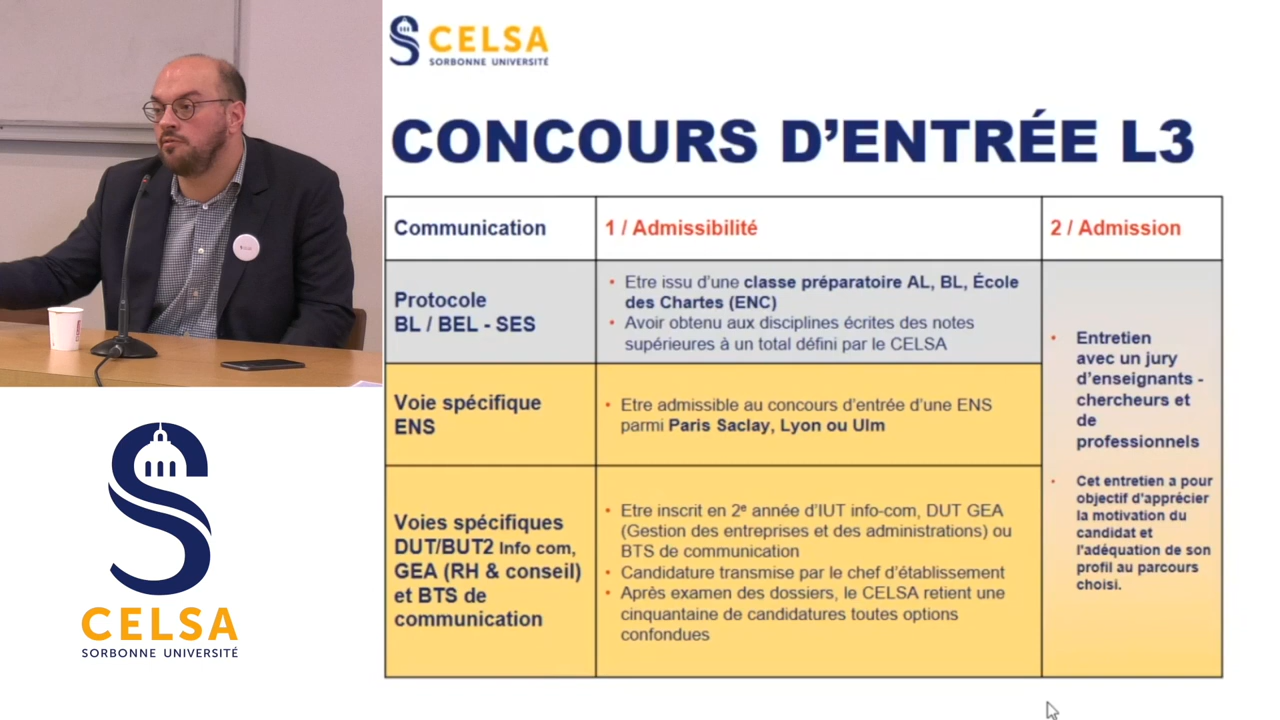 CELSA
SORBONNE UNIVERSITÉ
CONCOURS D'ENTRÉE L3
Communication
1 / Admissibilité
2 / Admission
Protocole
BL / BEL - SES
• Etre issu d'une classe préparatoire AL, BL, École
des Chartes (ENC)
• Avoir obtenu aux disciplines écrites des notes
supérieures à un total défini par le CELSA
Voie spécifique
ENS
• Etre admissible au concours d'entrée d'une ENS
parmi Paris Saclay, Lyon ou Ulm
Voies spécifiques
DUT/BUT2 Info com,
GEA (RH & conseil)
et BTS de
communication
• Etre inscrit en 2e année d'IUT info-com, DUT GEA
(Gestion des entreprises et des administrations) ou
BTS de communication
• Candidature transmise par le chef d'établissement
• Après examen des dossiers, le CELSA retient une
cinquantaine de candidatures toutes options
confondues
• Entretien
avec un jury
d'enseignants -
chercheurs et
de
professionnels
• Cet entretien a pour
objectif d'apprécier
la motivation du
candidat et
l'adéquation de son
profil au parcours
choisi.
CELSA
SORBONNE UNIVERSITÉ